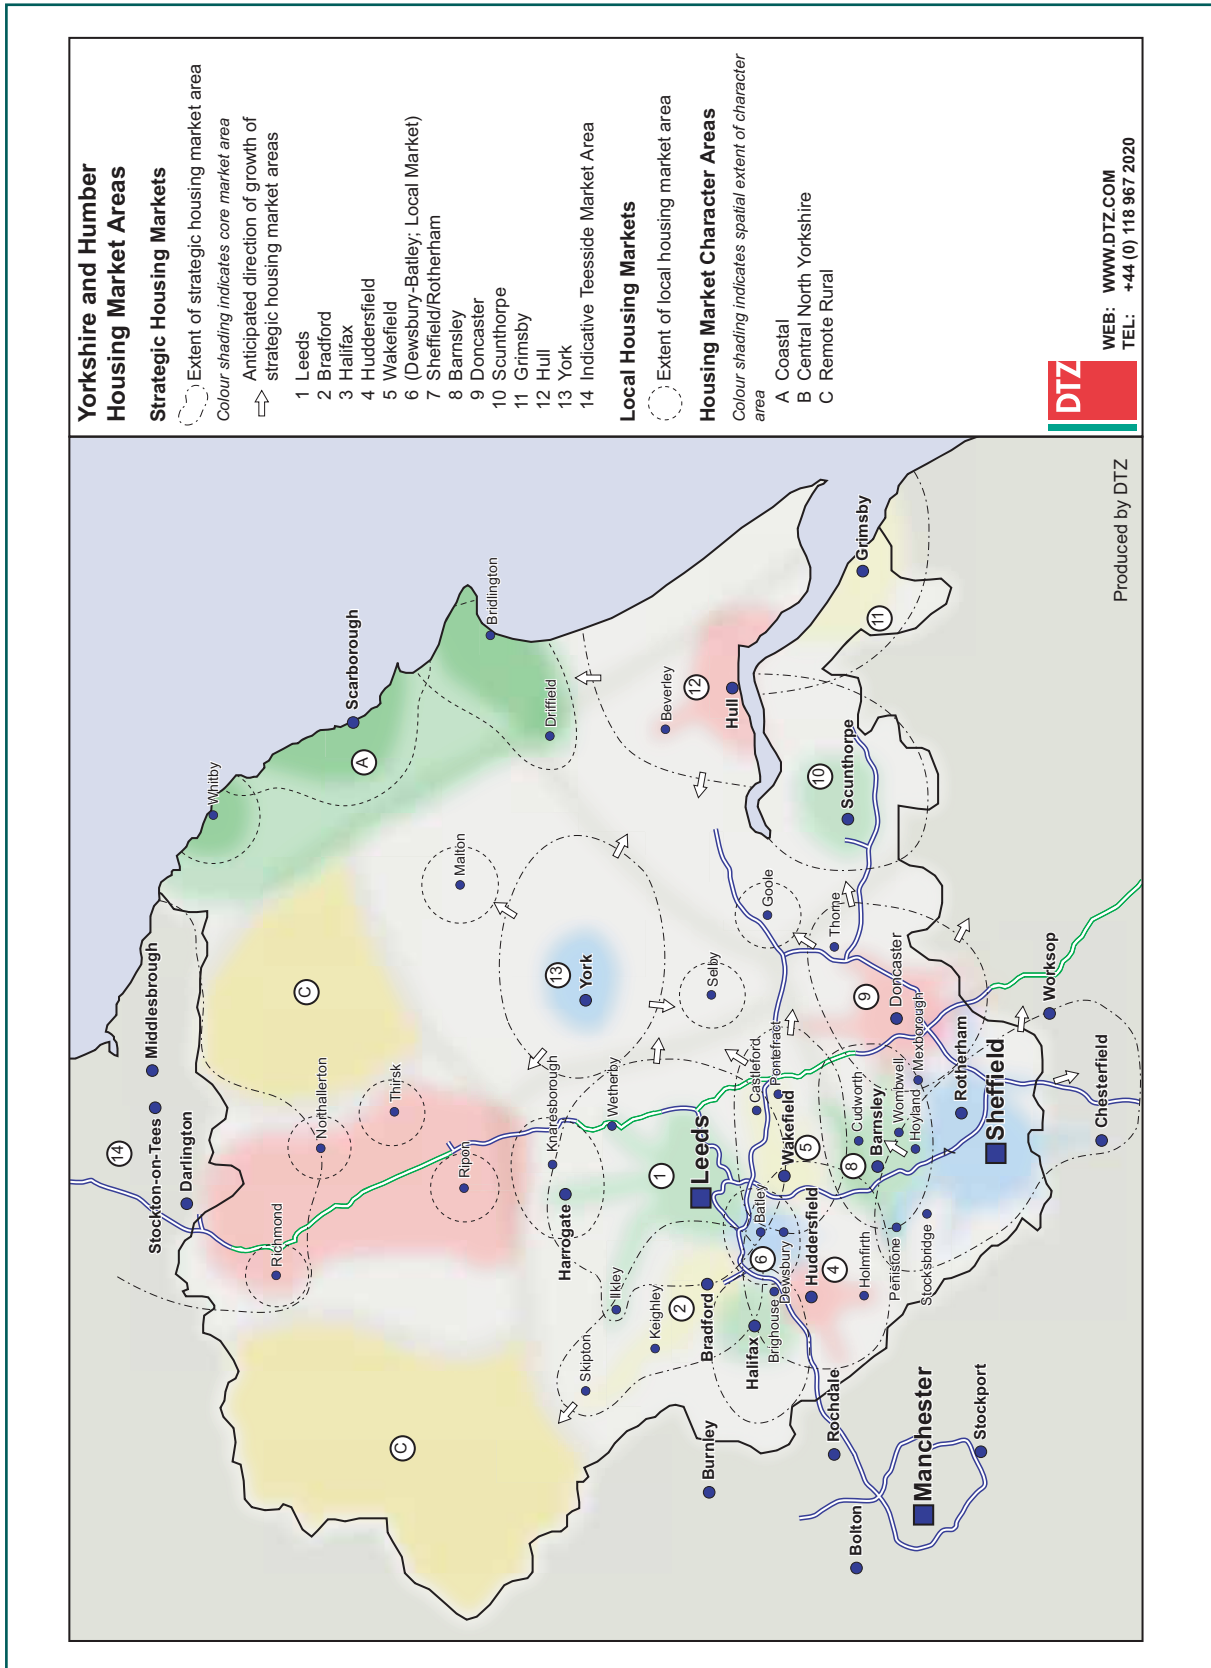 Yorkshire and Humber
Housing Market Areas
Strategic Housing Markets
Extent of strategic housing market area
Colour shading indicates core market area
Anticipated direction of growth of
strategic housing market areas
1 Leeds
2 Bradford
3 Halifax
4 Huddersfield
5 Wakefield
6 (Dewsbury-Batley; Local Market)
7 Sheffield/Rotherham
8 Barnsley
9 Doncaster
10 Scunthorpe
11 Grimsby
12 Hull
13 York
14 Indicative Teesside Market Area
Local Housing Markets
Extent of local housing market area
Housing Market Character Areas
Colour shading indicates spatial extent of character
area
A Coastal
B Central North Yorkshire
C Remote Rural
DTZ
WEB: WWW.DTZ.COM
TEL: +44 (0) 118 967 2020
14
Stockton-on-Tees
Middlesbrough
Darlington
Whitby
Richmond
Northallerton
C
Scarborough
A
Thirsk
C
Ripon
Malton
Bridlington
Knaresborough
Harrogate
13
York
Driffield
Skipton
Ilkley
Wetherby
Keighley
2
1
Beverley
Burnley
Bradford
Leeds
Selby
12
Hull
Halifax
Brighouse
6
Batley
Dewsbury
Castleford
Pontefract
Goole
Wakefield
5
Huddersfield
4
10
Scunthorpe
Rochdale
Thorne
Bolton
Holmfirth
8
Cudworth
Barnsley
9
Doncaster
11
Grimsby
Penistone
Wombwell
Hoyland
Mexborough
Stocksbridge
Manchester
7
Rotherham
Stockport
Sheffield
Worksop
Chesterfield
Produced by DTZ